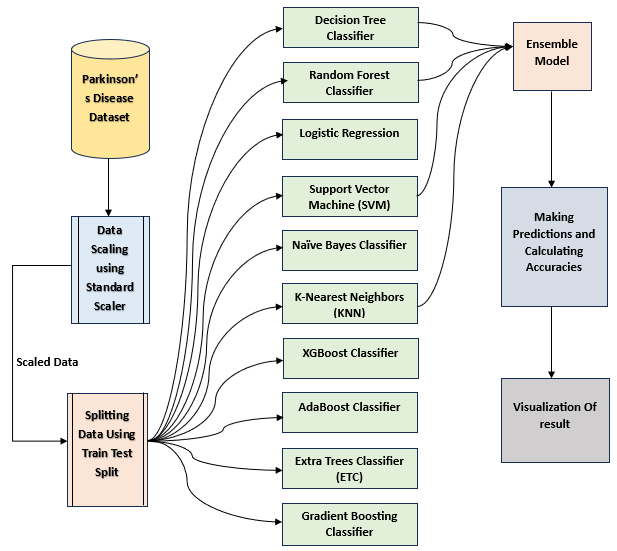 Parkinson'
s Disease
Dataset
Data
Scaling
using
Standard
Scaler
Scaled Data
Splitting
Data Using
Train Test
Split
Decision Tree
Classifier
Random Forest
Classifier
Logistic Regression
Support Vector
Machine (SVM)
Naïve Bayes Classifier
K-Nearest Neighbors
(KNN)
XGBoost Classifier
AdaBoost Classifier
Extra Trees Classifier
(ETC)
Gradient Boosting
Classifier
Ensemble
Model
Making
Predictions and
Calculating
Accuracies
Visualization Of
result